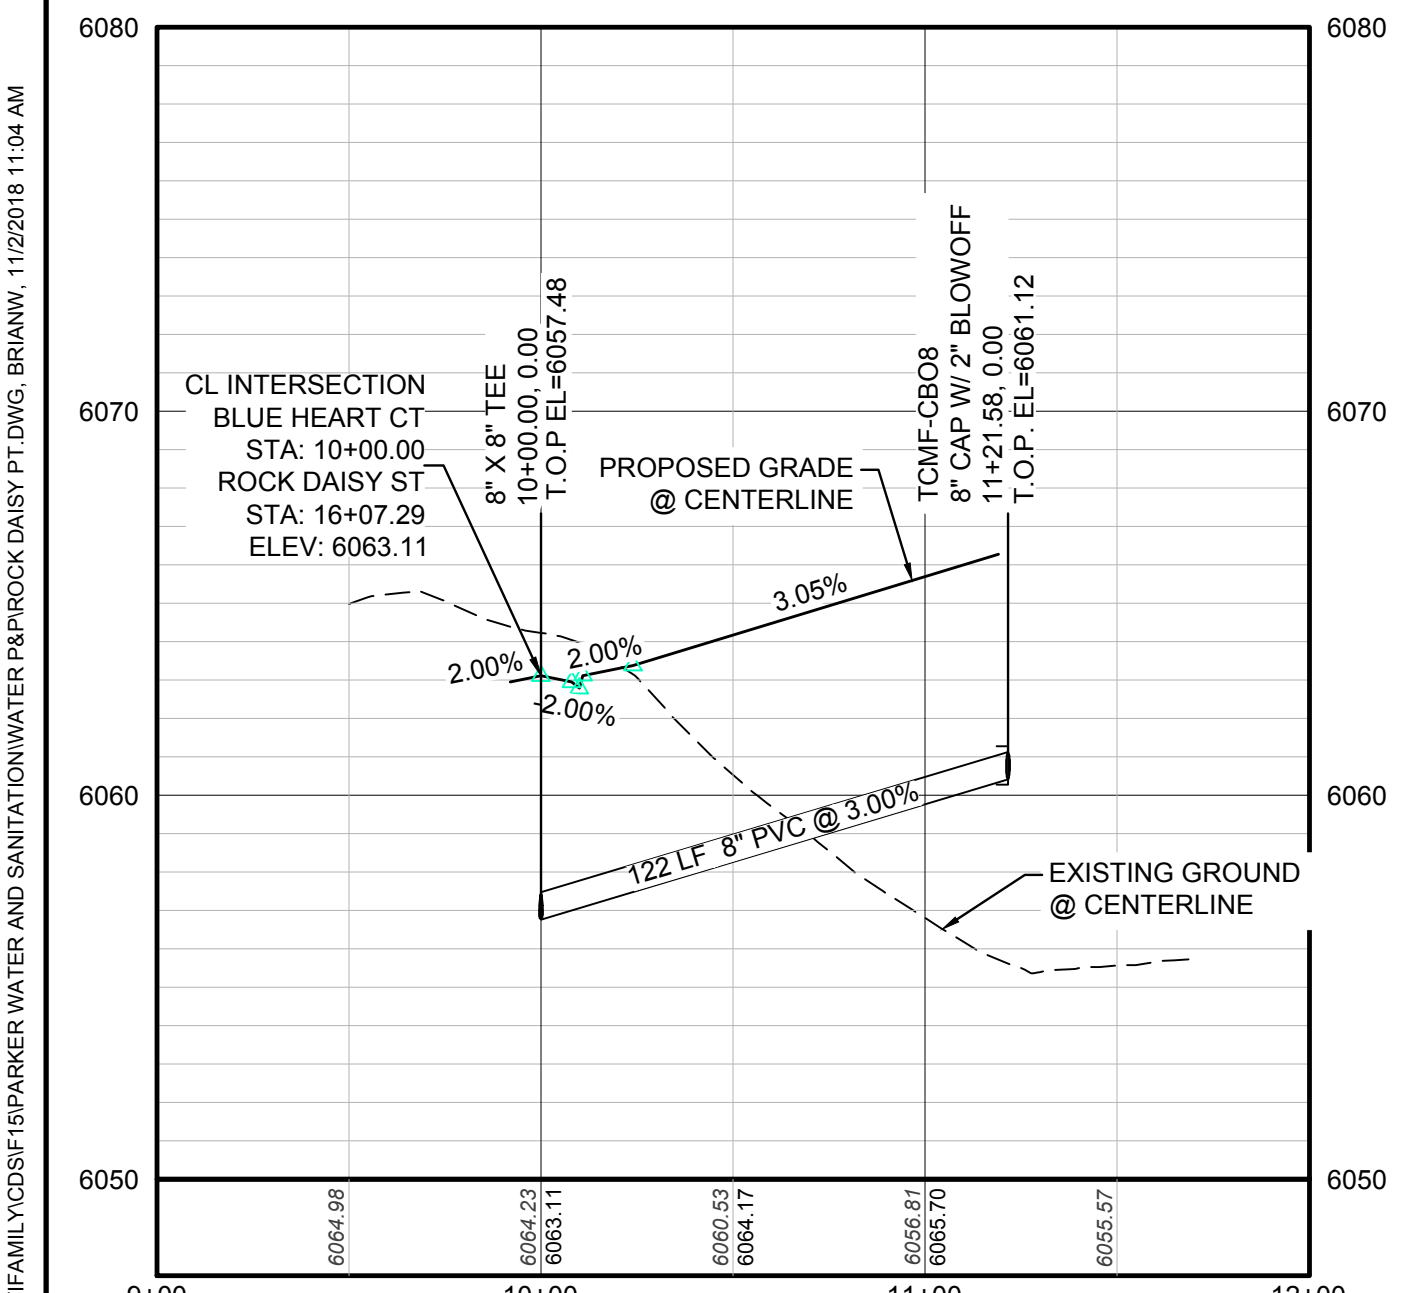 IFAMILY\CDS\F15\PARKER WATER AND SANITATION\WATER P&P\ROCK DAISY PT.DWG, BRIANW, 11/2/2018 11:04 AM
6080
6080
6070
6070
6060
6060
6050
6050
CL INTERSECTION
BLUE HEART CT
STA: 10+00.00
ROCK DAISY ST
STA: 16+07.29
ELEV: 6063.11
8" X 8" TEE
10+00.00, 0.00
T.O.P EL=6057.48
PROPOSED GRADE
@ CENTERLINE
TCMF-CBO8
8" CAP W/ 2" BLOWOFF
11+21.58, 0.00
T.O.P. EL=6061.12
2.00%
2.00%
-2.00%
3.05%
122 LF 8" PVC @ 3.00%
EXISTING GROUND
@ CENTERLINE
6064.98
6064.23
6063.11
6060.53
6064.17
6056.81
6065.70
6055.57
9+00
10+00
11+00
12+00